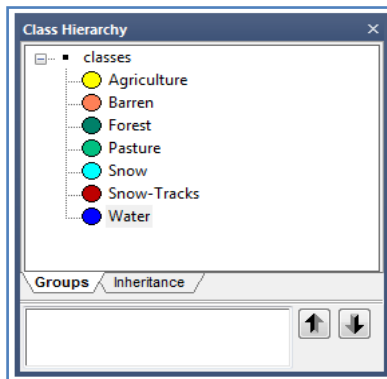 Class Hierarchy
classes
Agriculture
Barren
Forest
Pasture
Snow
Snow-Tracks
Water
Groups Inheritance